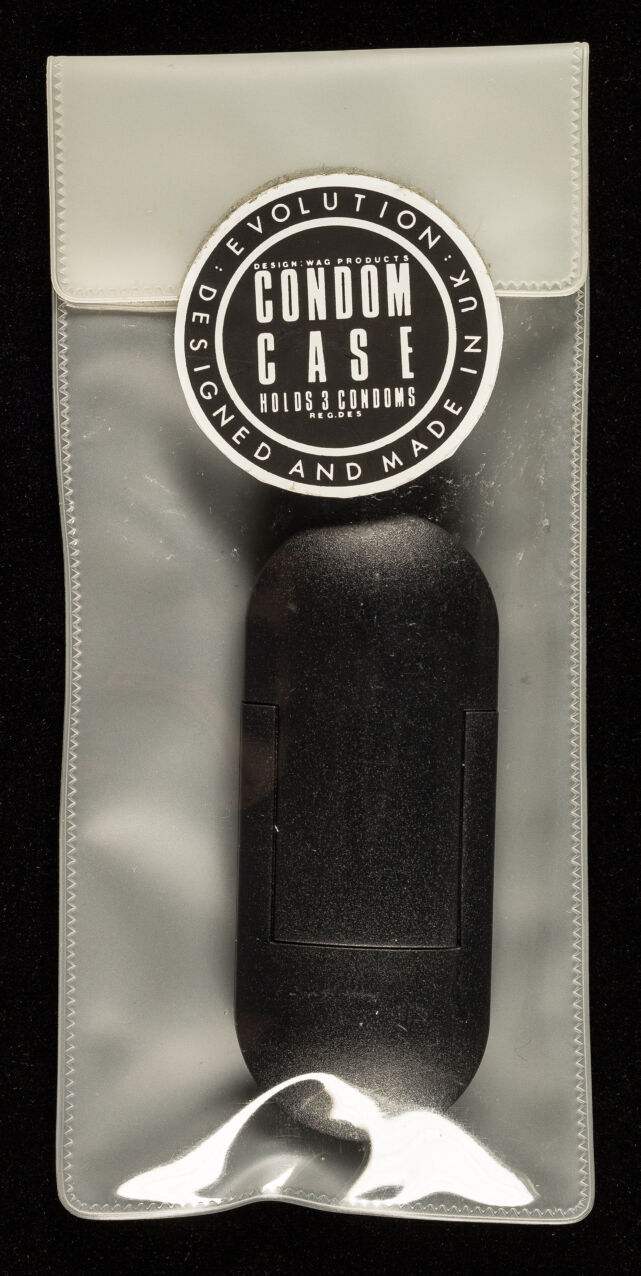 : EVOLUTION :
DESIGN: WAG PRODUCTS
CONDOM
CASE
HOLDS 3 CONDOMS
REG.DES
DESIGNED AND MADE IN UK